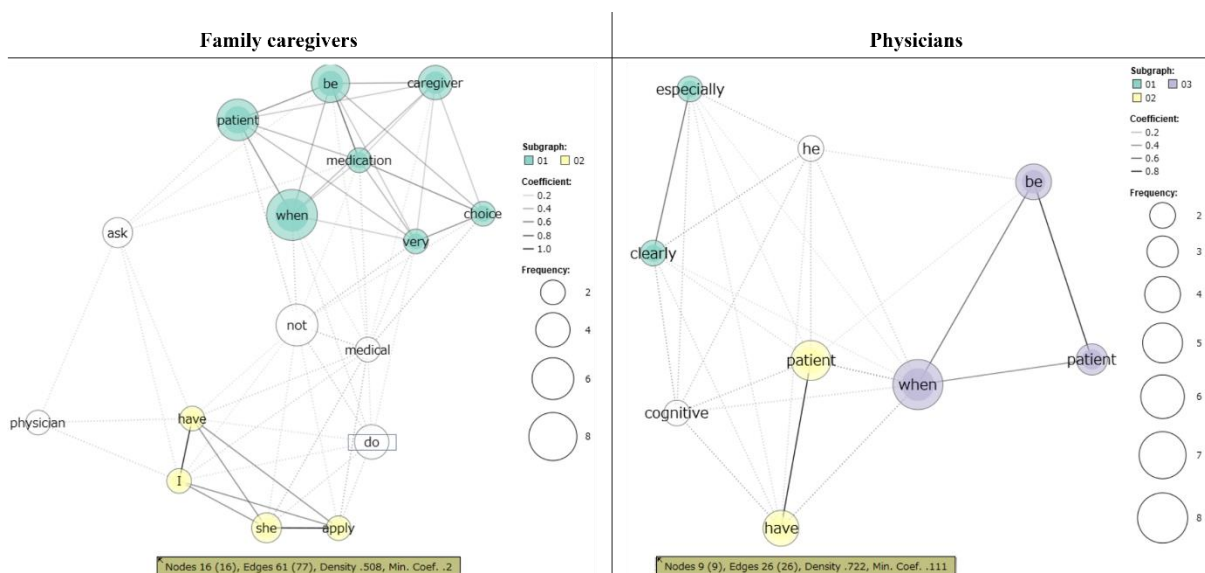 Family caregivers
be
caregiver
patient
medication
when
choice
very
ask
not
medical
physician
have
do
I
she
apply
Subgraph:
01 02
Coefficient:
0.2
0.4
0.6
0.8
1.0
Frequency:
2
4
6
8
Nodes 16 (16), Edges 61 (77), Density .508, Min. Coef. .2
Physicians
especially
he
be
clearly
patient
patient
when
cognitive
have
Subgraph:
01 03
02
Coefficient:
0.2
0.4
0.6
0.8
Frequency:
2
3
4
5
6
7
8
Nodes 9 (9), Edges 26 (26), Density .722, Min. Coef. .111